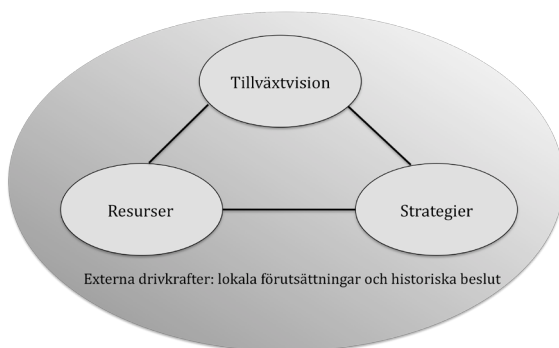 Tillväxtvision
Resurser
Strategier
Externa drivkrafter: lokala förutsättningar och historiska beslut